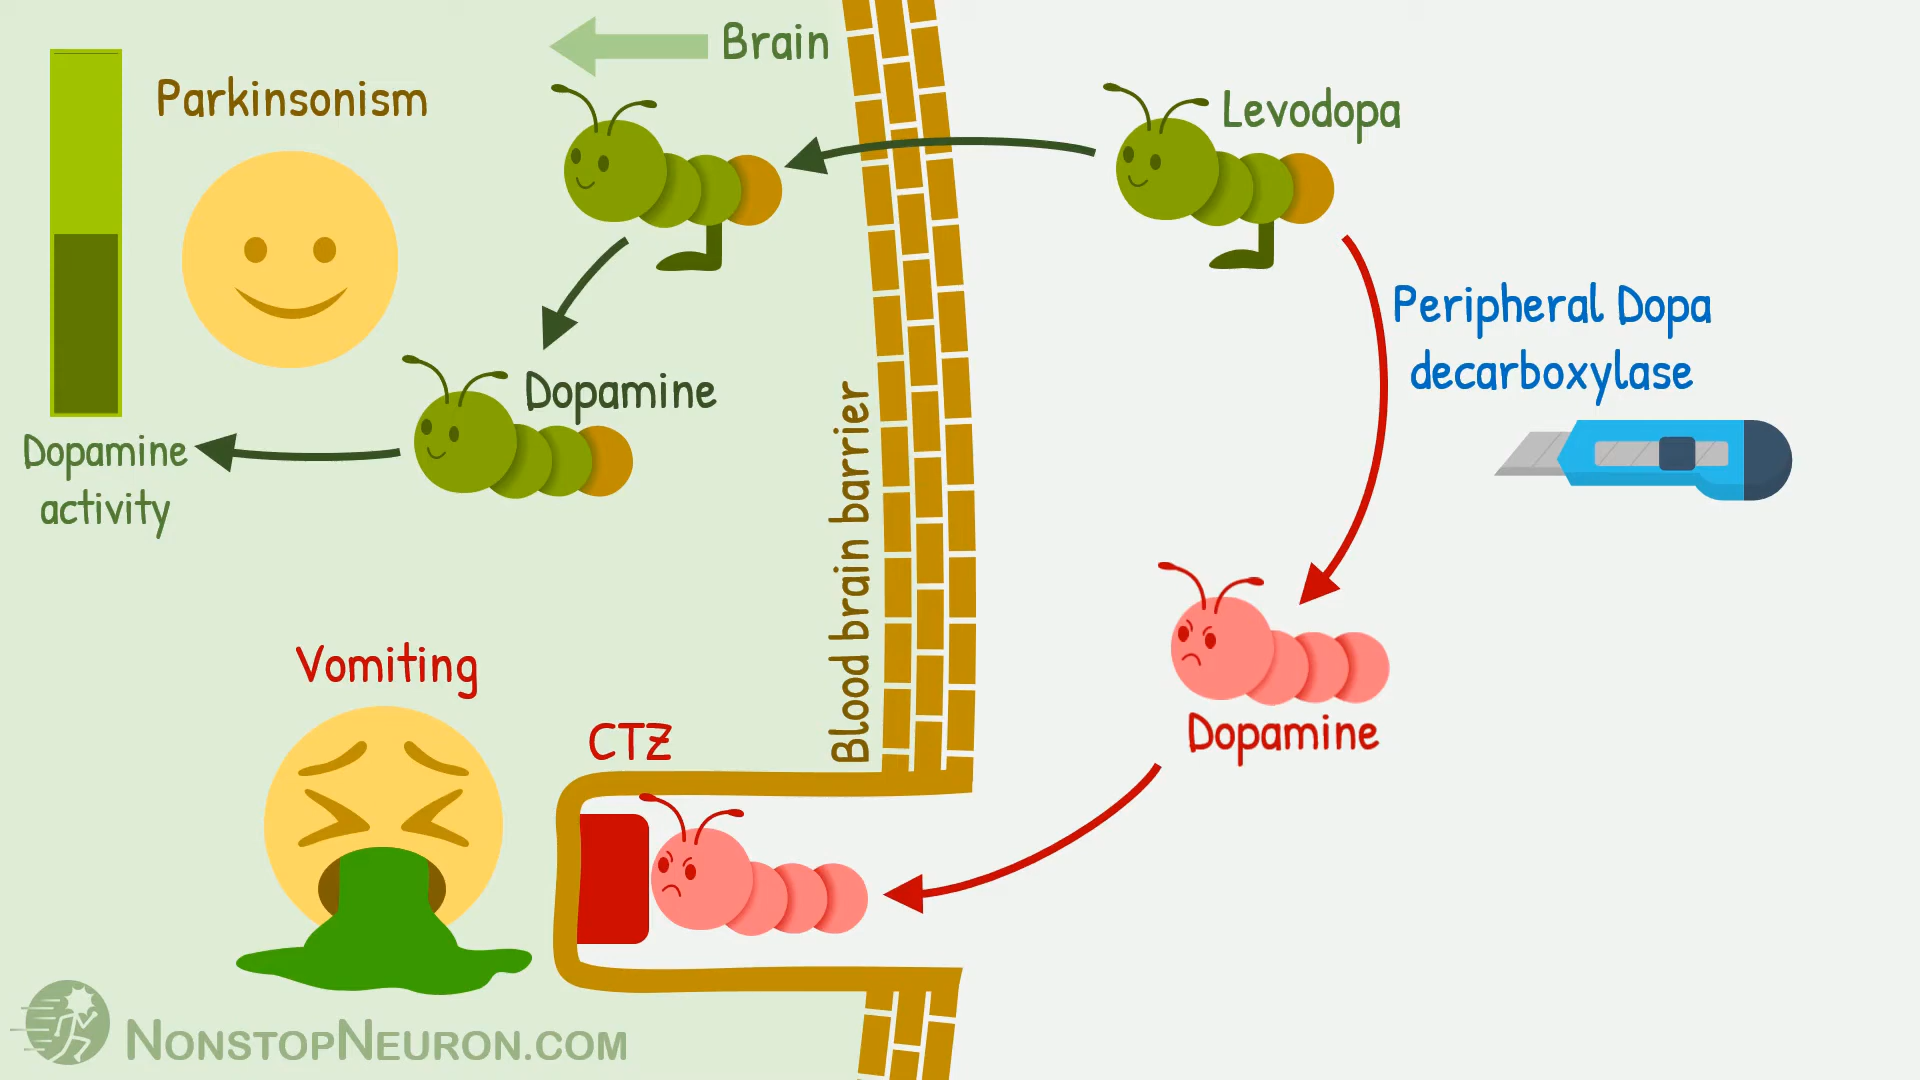 Brain
Parkinsonism
Levodopa
Peripheral Dopa
decarboxylase
Dopamine
Dopamine
activity
Blood brain barrier
Vomiting
CTZ
Dopamine
NONSTOPNEURON.COM